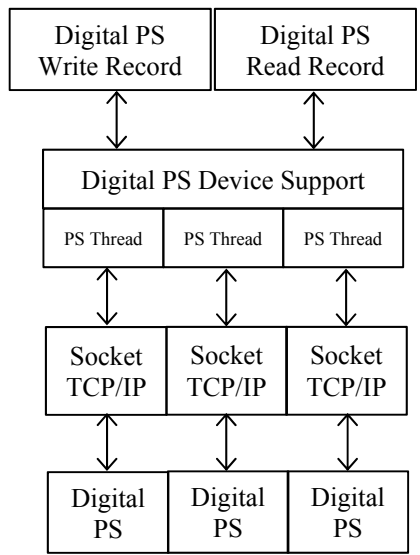 Digital PS
Write Record
Digital PS
Read Record
Digital PS Device Support
PS Thread
PS Thread
PS Thread
Socket
TCP/IP
Socket
TCP/IP
Socket
TCP/IP
Digital
PS
Digital
PS
Digital
PS